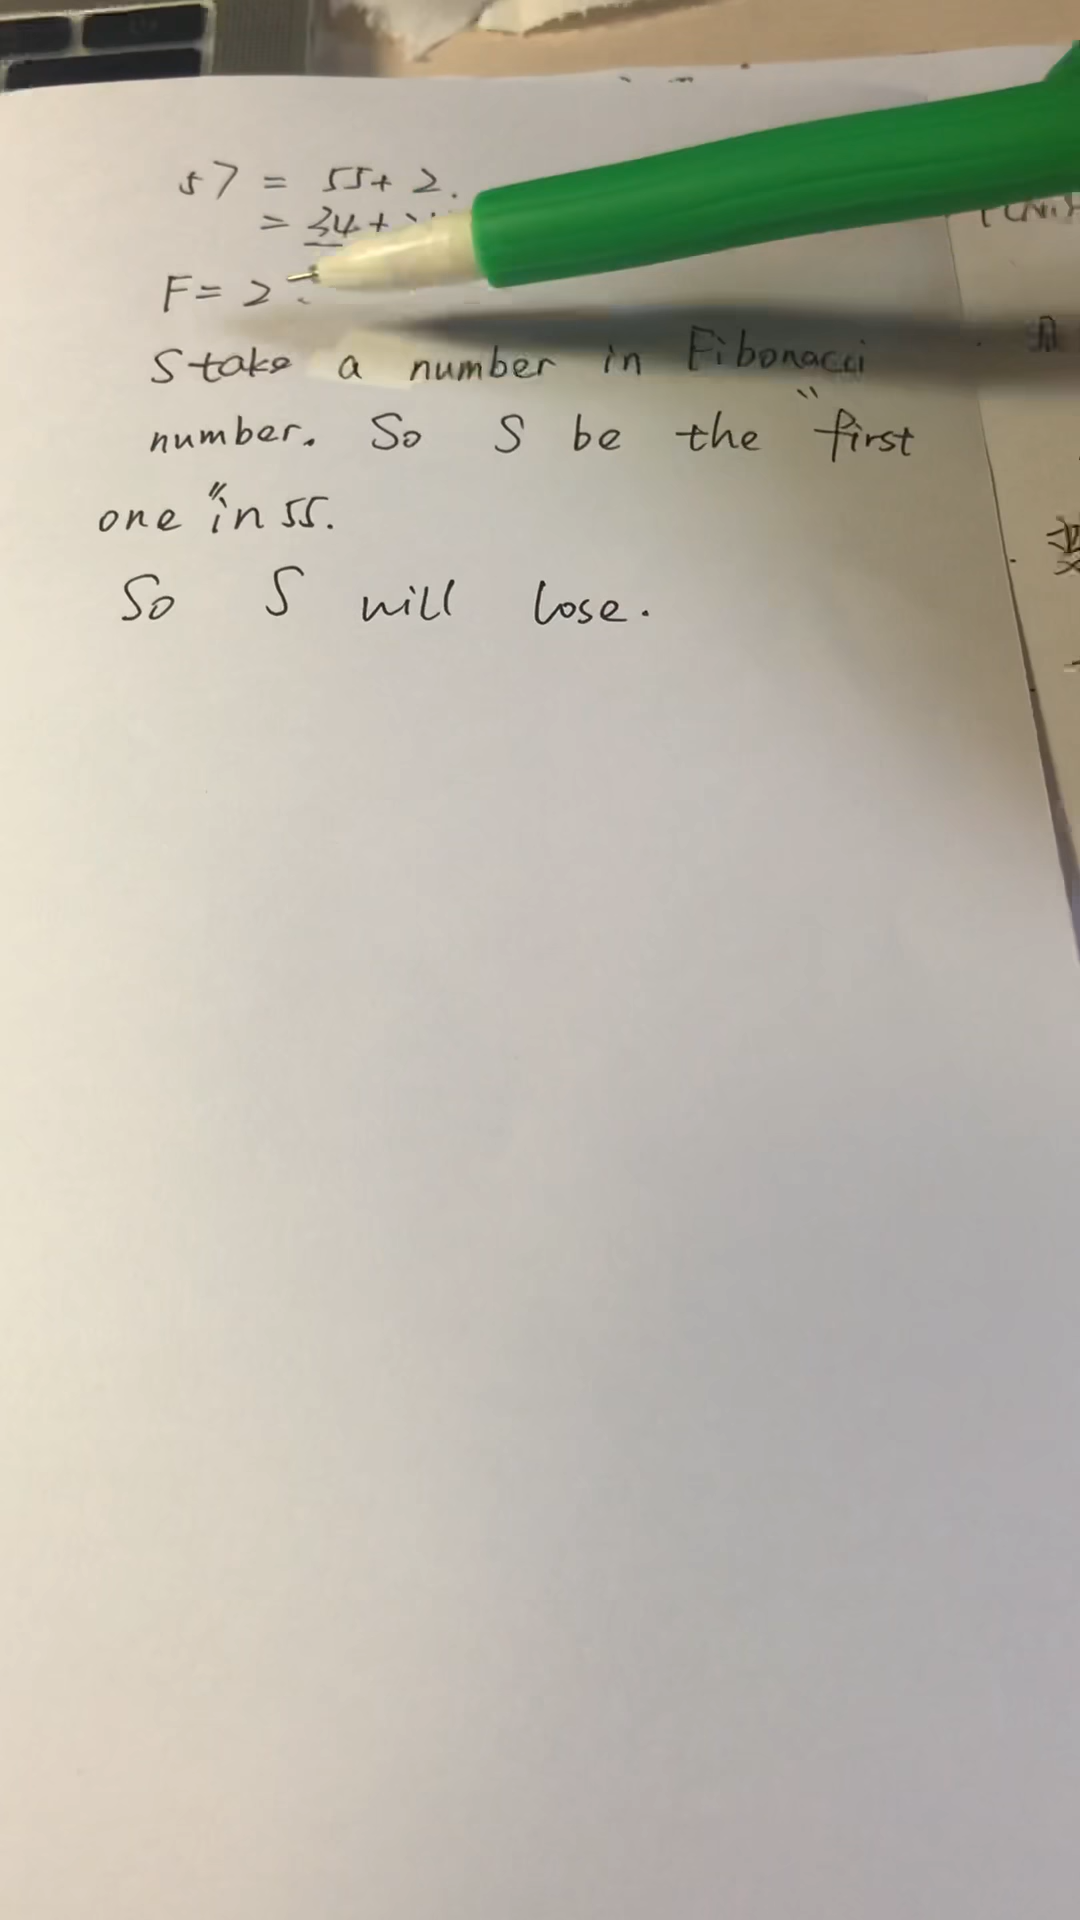 57 = 55+ 2.
= 34+
F= 2
S take a number in Fibonacci
number. So S be the "first
one" in 55.
So S will lose.